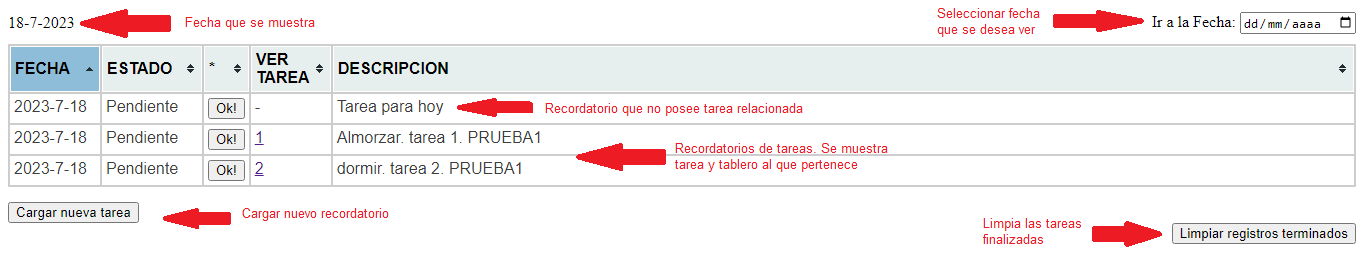 18-7-2023
Fecha que se muestra
Seleccionar fecha
que se desea ver
Ir a la Fecha: dd/mm/aaaa
FECHA ESTADO * VER TAREA DESCRIPCION
2023-7-18 Pendiente Ok! - Tarea para hoy
Recordatorio que no posee tarea relacionada
2023-7-18 Pendiente Ok! 1 Almorzar. tarea 1. PRUEBA1
2023-7-18 Pendiente Ok! 2 dormir. tarea 2. PRUEBA1
Recordatorios de tareas. Se muestra
tarea y tablero al que pertenece
Cargar nueva tarea
Cargar nuevo recordatorio
Limpia las tareas
finalizadas
Limpiar registros terminados